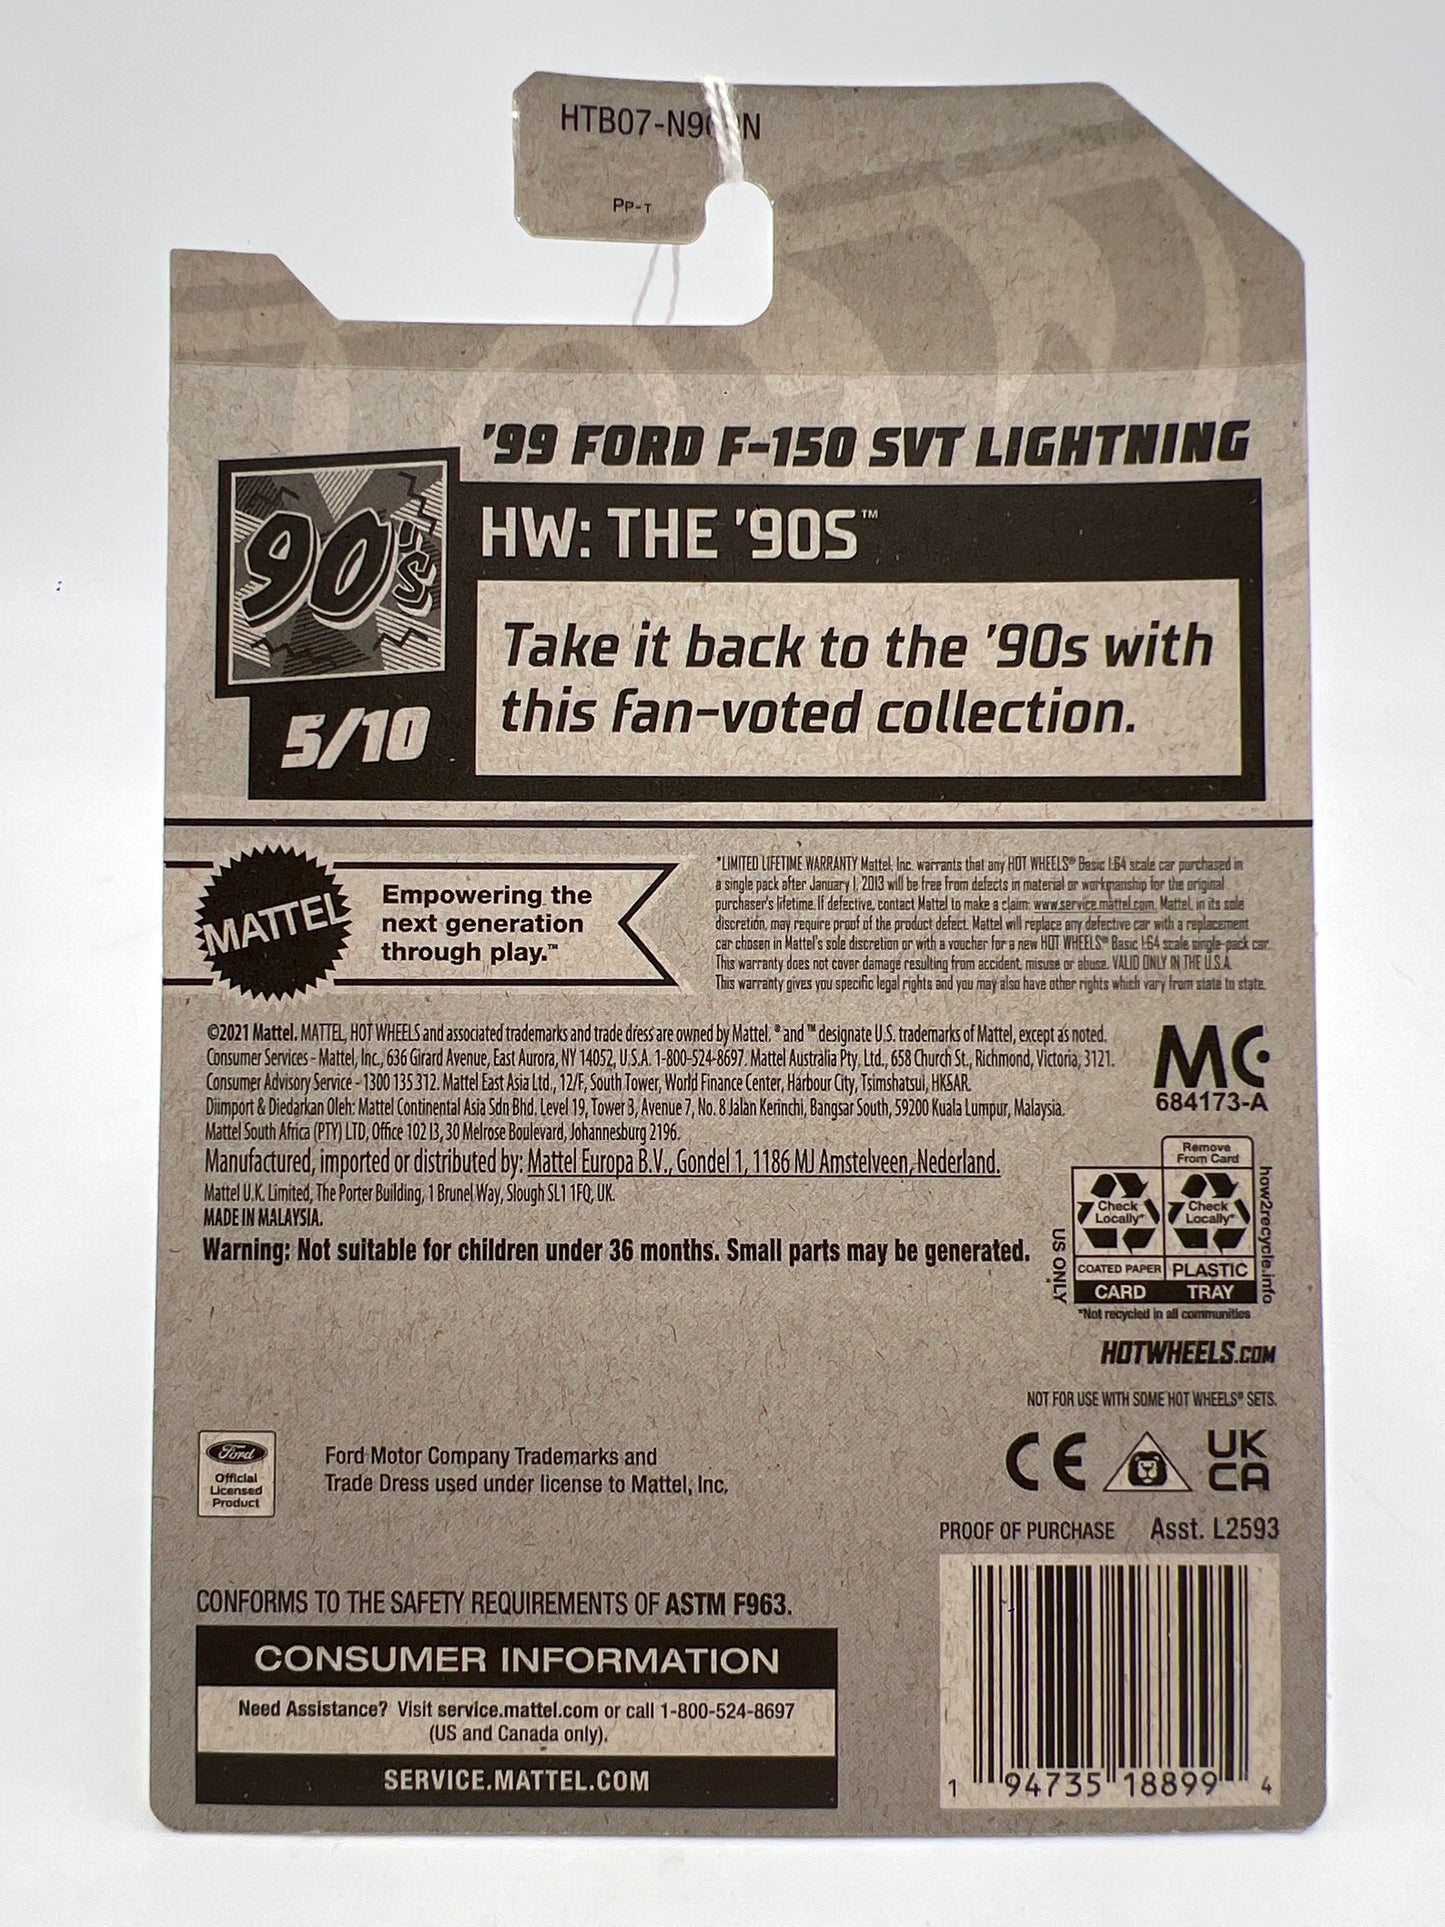 PP-T
'99 FORD F-150 SVT LIGHTNING
90's
HW: THE '90S™
Take it back to the '90s with
this fan-voted collection.
5/10
MATTEL
Empowering the
next generation
through play.™
*LIMITED LIFETIME WARRANTY Mattel, Inc. warrants that any HOT WHEELS® Basic 1:64 scale car purchased in
a single pack after January 1, 2013 will be free from defects in material or workmanship for the original
purchaser's lifetime. If defective, contact Mattel to make a claim: www.service.mattel.com. Mattel, in its sole
discretion, may require proof of the product defect. Mattel will replace any defective car with a replacement
car chosen in Mattel's sole discretion or with a voucher for a new HOT WHEELS® Basic 1:64 scale single-pack car.
This warranty does not cover damage resulting from accident, misuse or abuse. VALID ONLY IN THE U.S.A.
This warranty gives you specific legal rights and you may also have other rights which vary from state to state.
©2021 Mattel. MATTEL, HOT WHEELS and associated trademarks and trade dress are owned by Mattel. ® and ™ designate U.S. trademarks of Mattel, except as noted.
Consumer Services - Mattel, Inc., 636 Girard Avenue, East Aurora, NY 14052, U.S.A. 1-800-524-8697. Mattel Australia Pty. Ltd., 658 Church St., Richmond, Victoria, 3121.
Consumer Advisory Service - 1300 135 312. Mattel East Asia Ltd., 12/F, South Tower, World Finance Center, Harbour City, Tsimshatsui, HKSAR.
Diimport & Diedarkan Oleh: Mattel Continental Asia Sdn Bhd. Level 19, Tower 3, Avenue 7, No. 8 Jalan Kerinchi, Bangsar South, 59200 Kuala Lumpur, Malaysia.
Mattel South Africa (PTY) LTD, Office 102 I3, 30 Melrose Boulevard, Johannesburg 2196.
Manufactured, imported or distributed by: Mattel Europa B.V., Gondel 1, 1186 MJ Amstelveen, Nederland.
Mattel U.K. Limited, The Porter Building, 1 Brunel Way, Slough SL1 1FQ, UK.
MADE IN MALAYSIA.
Warning: Not suitable for children under 36 months. Small parts may be generated.
MC
684173-A
Remove
From Card
Check
Locally*
Check
Locally*
COATED PAPER
PLASTIC
CARD
TRAY
US ONLY
how2recycle.info
*Not recycled in all communities
HOTWHEELS.COM
NOT FOR USE WITH SOME HOT WHEELS® SETS.
Ford
Official
Licensed
Product
Ford Motor Company Trademarks and
Trade Dress used under license to Mattel, Inc.
CE
UK
CA
PROOF OF PURCHASE Asst. L2593
CONFORMS TO THE SAFETY REQUIREMENTS OF ASTM F963.
CONSUMER INFORMATION
Need Assistance? Visit service.mattel.com or call 1-800-524-8697
(US and Canada only).
SERVICE.MATTEL.COM
1 94735 18899 4